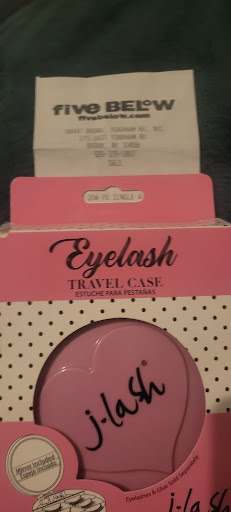 five BELOW
fivebelow.com
SALE
Eyelash
TRAVEL CASE
ESTUCHE PARA PESTAÑAS
j·lash®
Mirror Included
Espejo Incluido
Eyelashes & Glue Sold Separately
j·lash